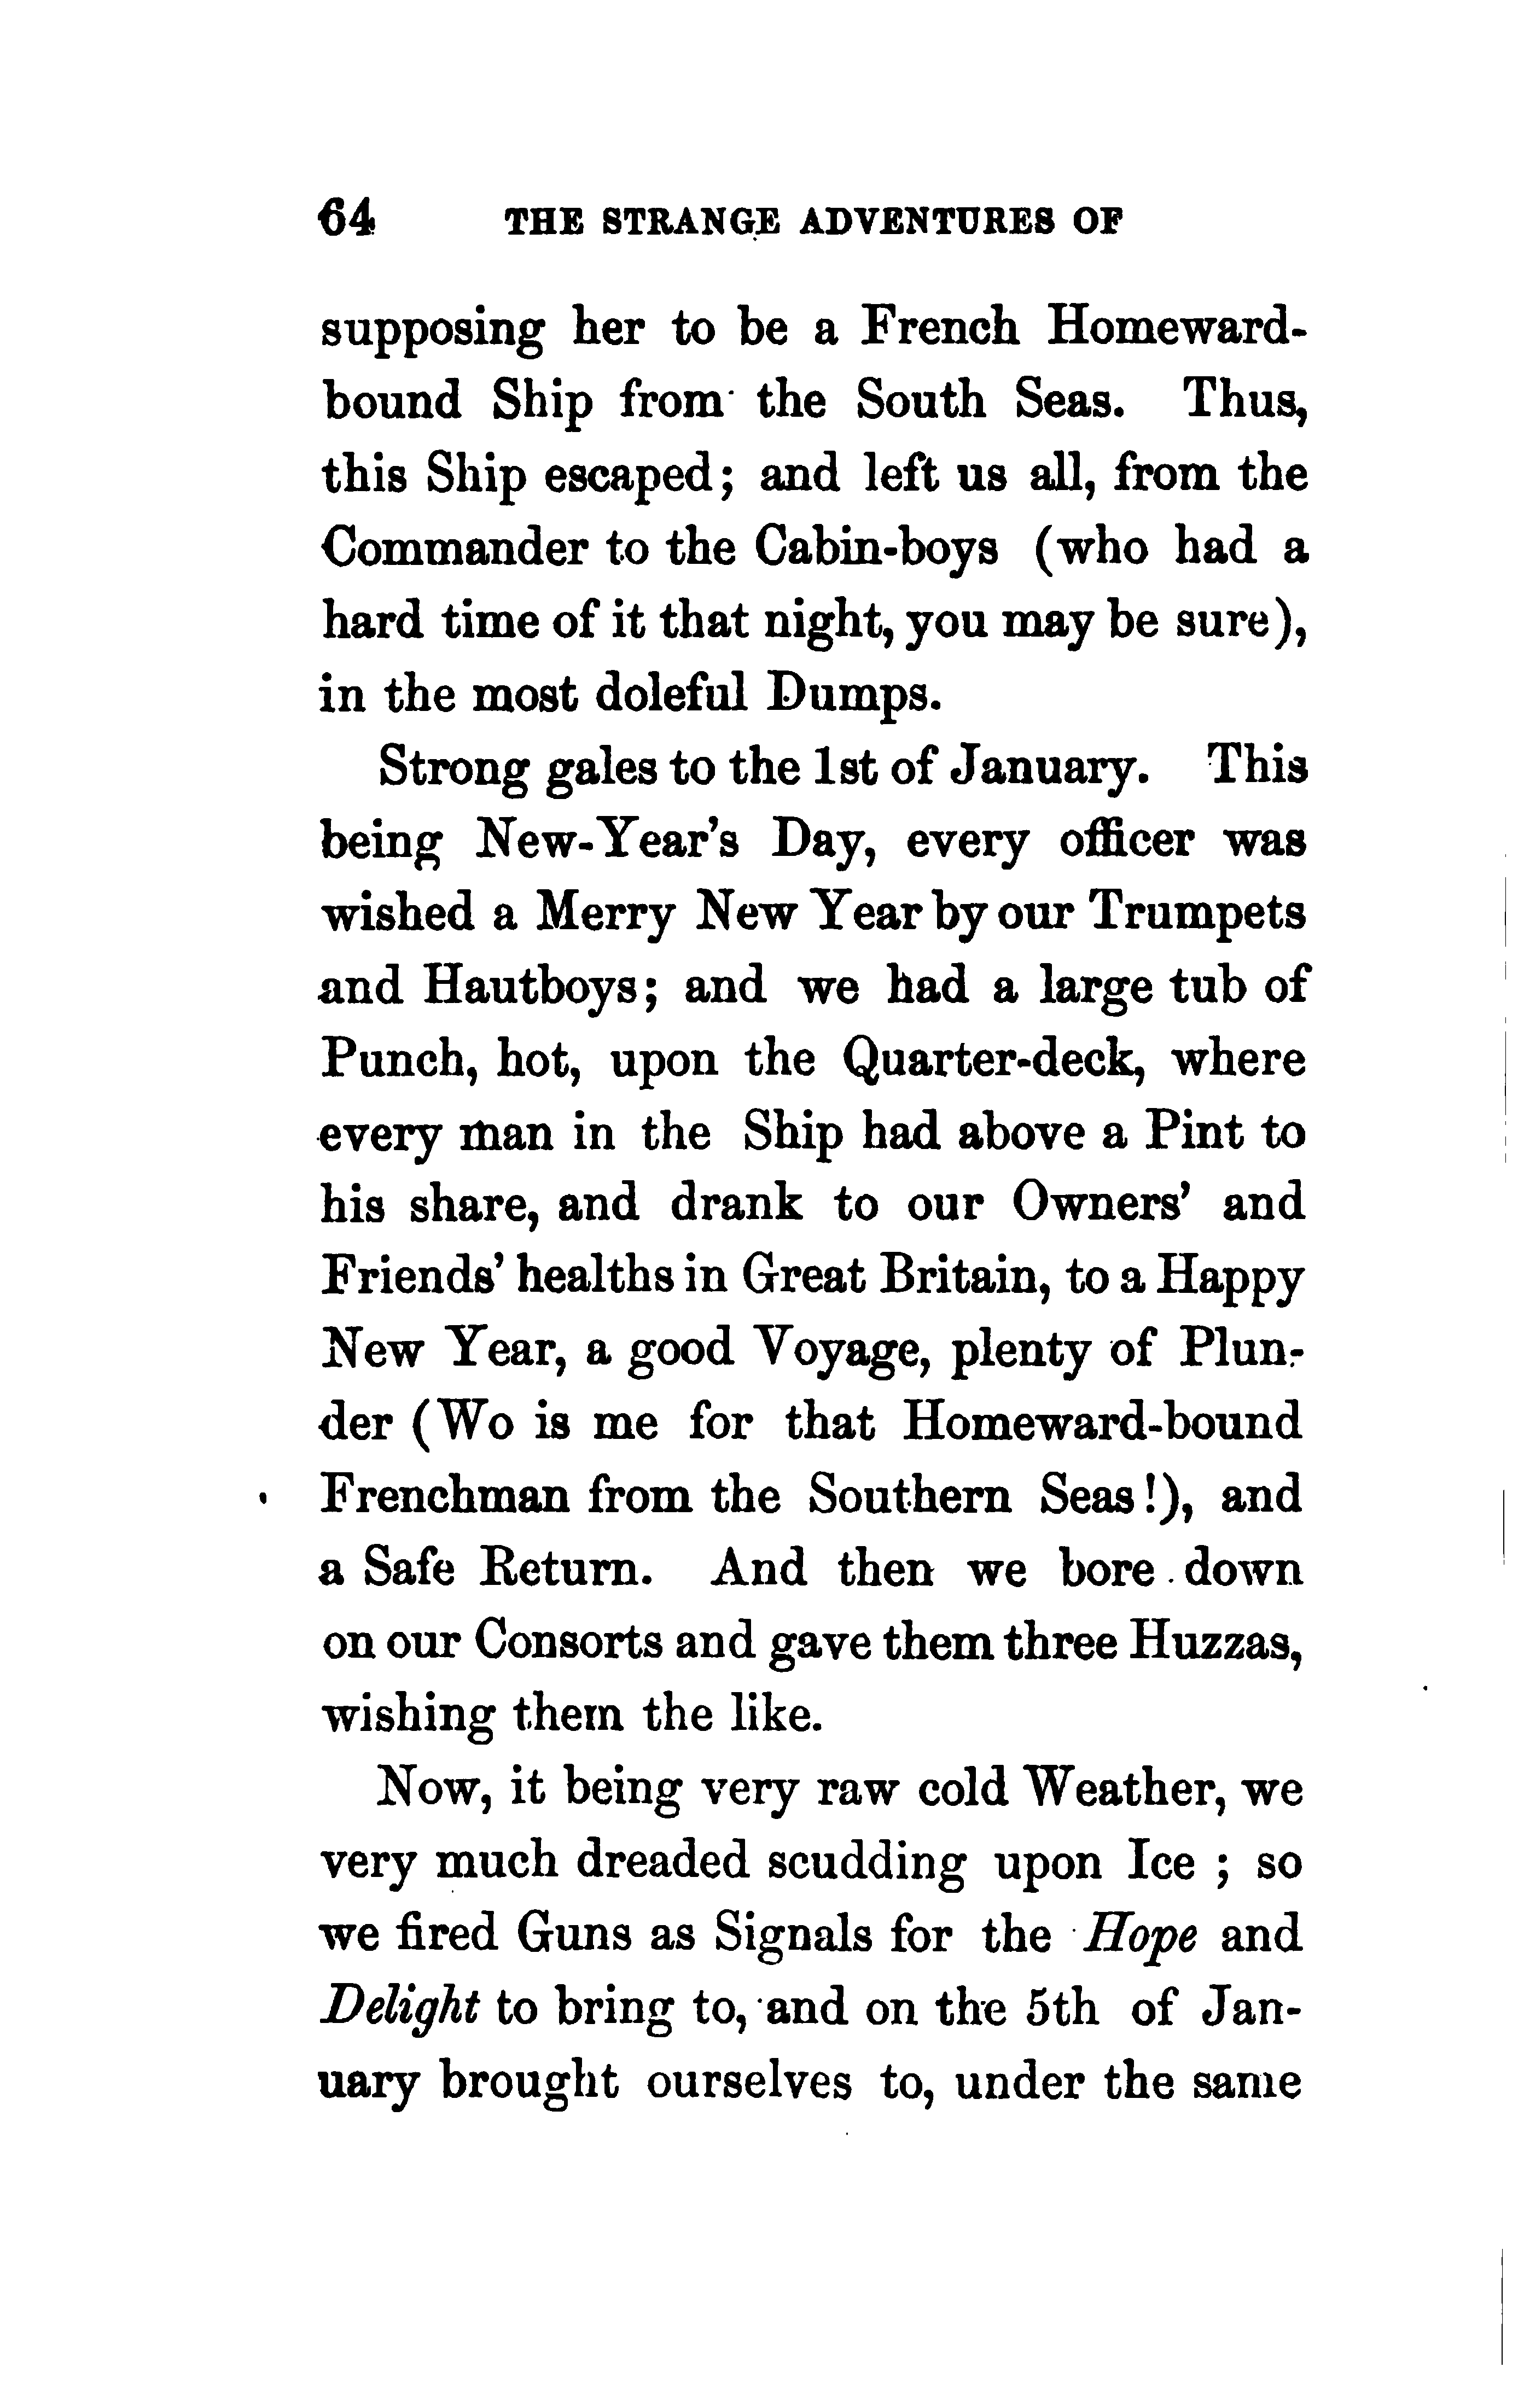 64 THE STRANGE ADVENTURES OF
supposing her to be a French Homeward-
bound Ship from the South Seas. Thus,
this Ship escaped; and left us all, from the
Commander to the Cabin-boys (who had a
hard time of it that night, you may be sure),
in the most doleful Dumps.
Strong gales to the 1st of January. This
being New-Year's Day, every officer was
wished a Merry New Year by our Trumpets
and Hautboys; and we had a large tub of
Punch, hot, upon the Quarter-deck, where
every man in the Ship had above a Pint to
his share, and drank to our Owners' and
Friends' healths in Great Britain, to a Happy
New Year, a good Voyage, plenty of Plun-
der (Wo is me for that Homeward-bound
Frenchman from the Southern Seas!), and
a Safe Return. And then we bore down
on our Consorts and gave them three Huzzas,
wishing them the like.
Now, it being very raw cold Weather, we
very much dreaded scudding upon Ice ; so
we fired Guns as Signals for the Hope and
Delight to bring to, and on the 5th of Jan-
uary brought ourselves to, under the same